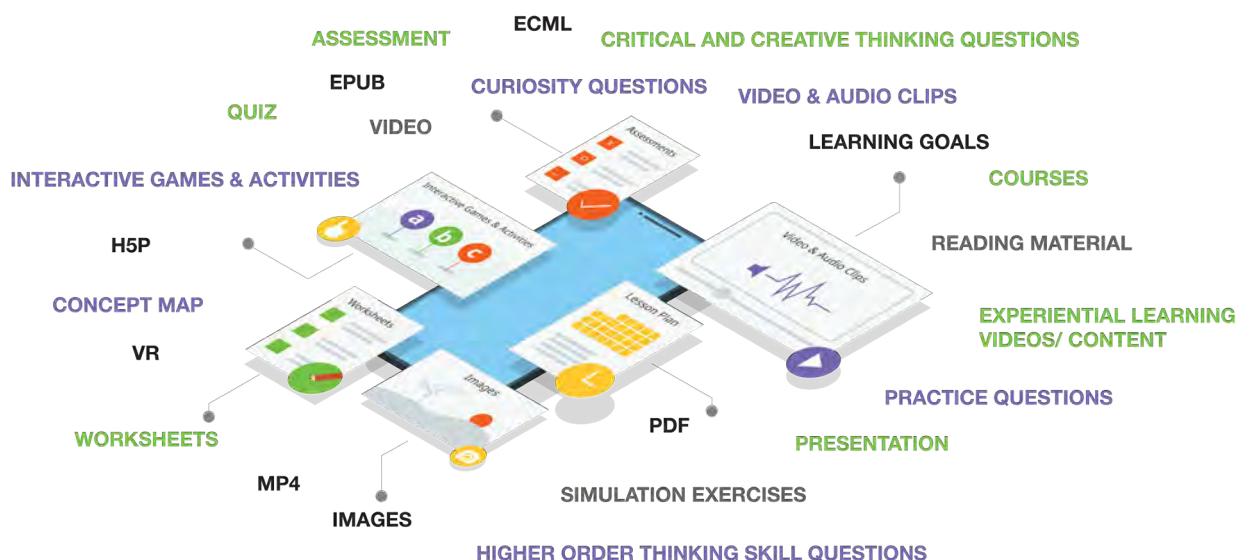 ECML
ASSESSMENT
CRITICAL AND CREATIVE THINKING QUESTIONS
EPUB
CURIOSITY QUESTIONS
VIDEO & AUDIO CLIPS
QUIZ
VIDEO
LEARNING GOALS
Assessments
INTERACTIVE GAMES & ACTIVITIES
COURSES
Interactive Games & Activities
a
b
c
H5P
READING MATERIAL
Video & Audio Clips
CONCEPT MAP
Worksheets
Lesson Plan
EXPERIENTIAL LEARNING
VIDEOS/ CONTENT
VR
Images
PRACTICE QUESTIONS
WORKSHEETS
PDF
PRESENTATION
MP4
SIMULATION EXERCISES
IMAGES
HIGHER ORDER THINKING SKILL QUESTIONS